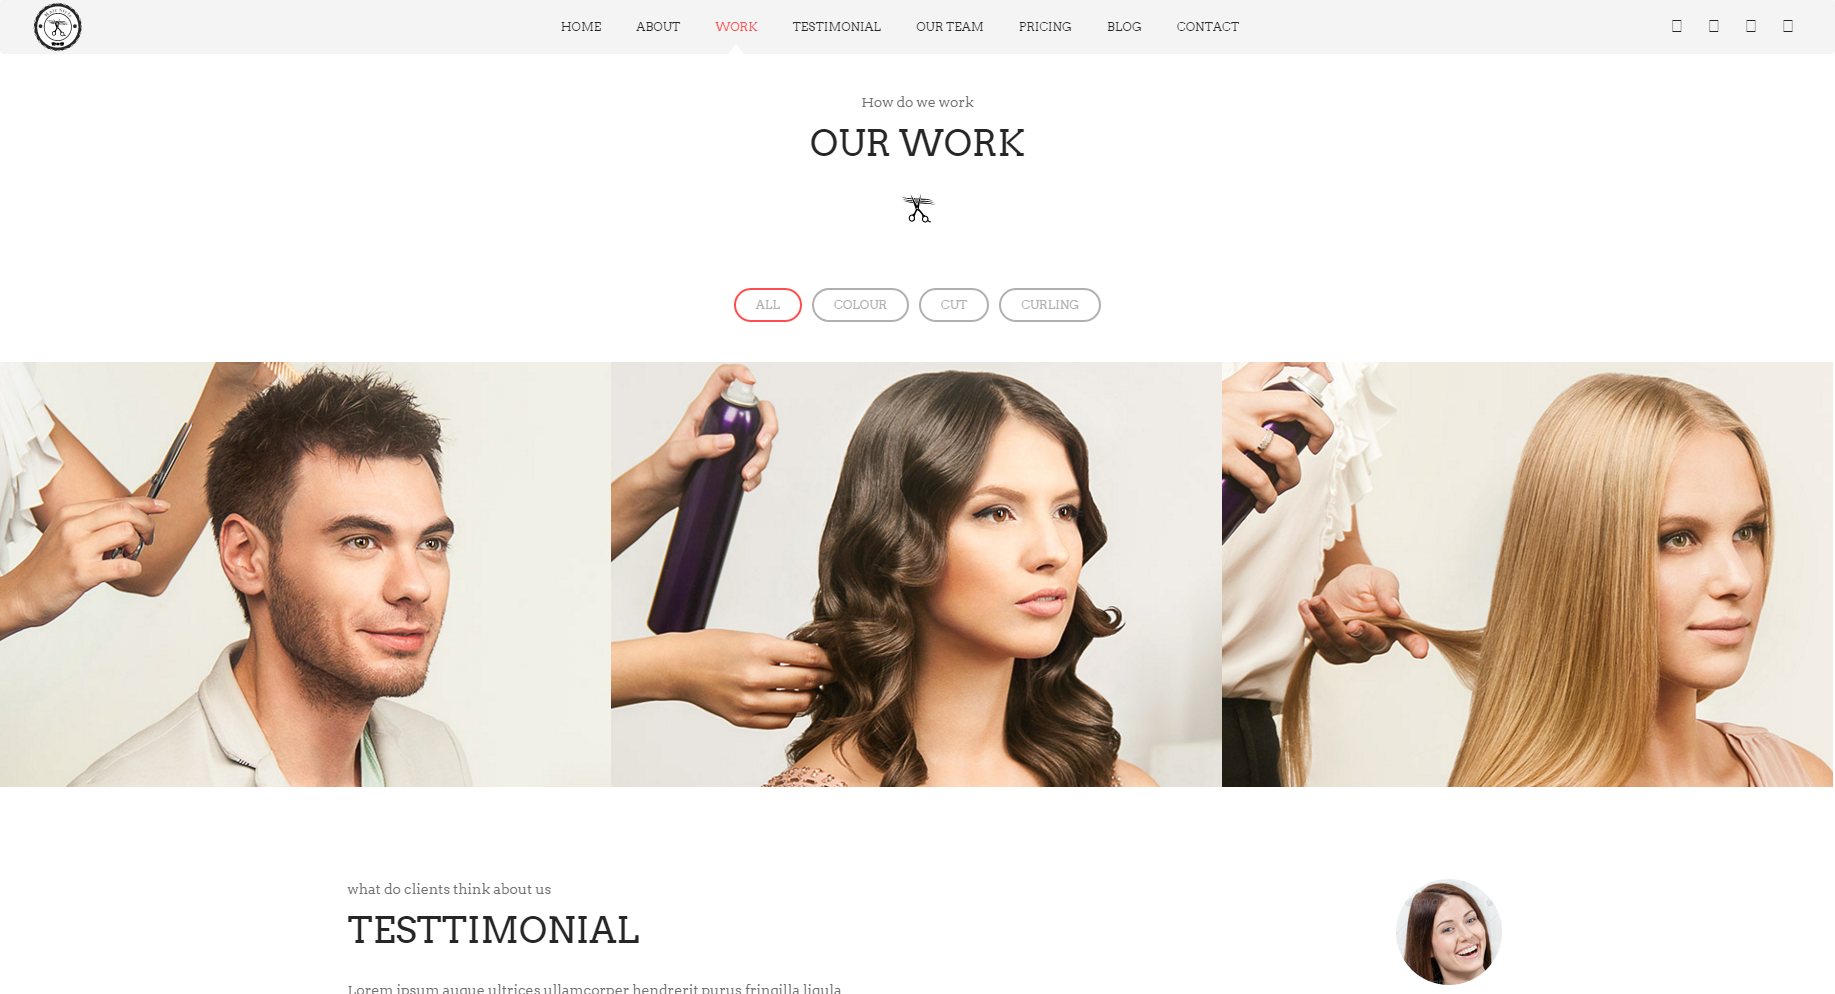 HOME ABOUT WORK TESTIMONIAL OUR TEAM PRICING BLOG CONTACT
How do we work
OUR WORK
ALL COLOUR CUT CURLING
what do clients think about us
TESTTIMONIAL
Lorem ipsum augue ultrices ullamcorper hendrerit purus fringilla ligula